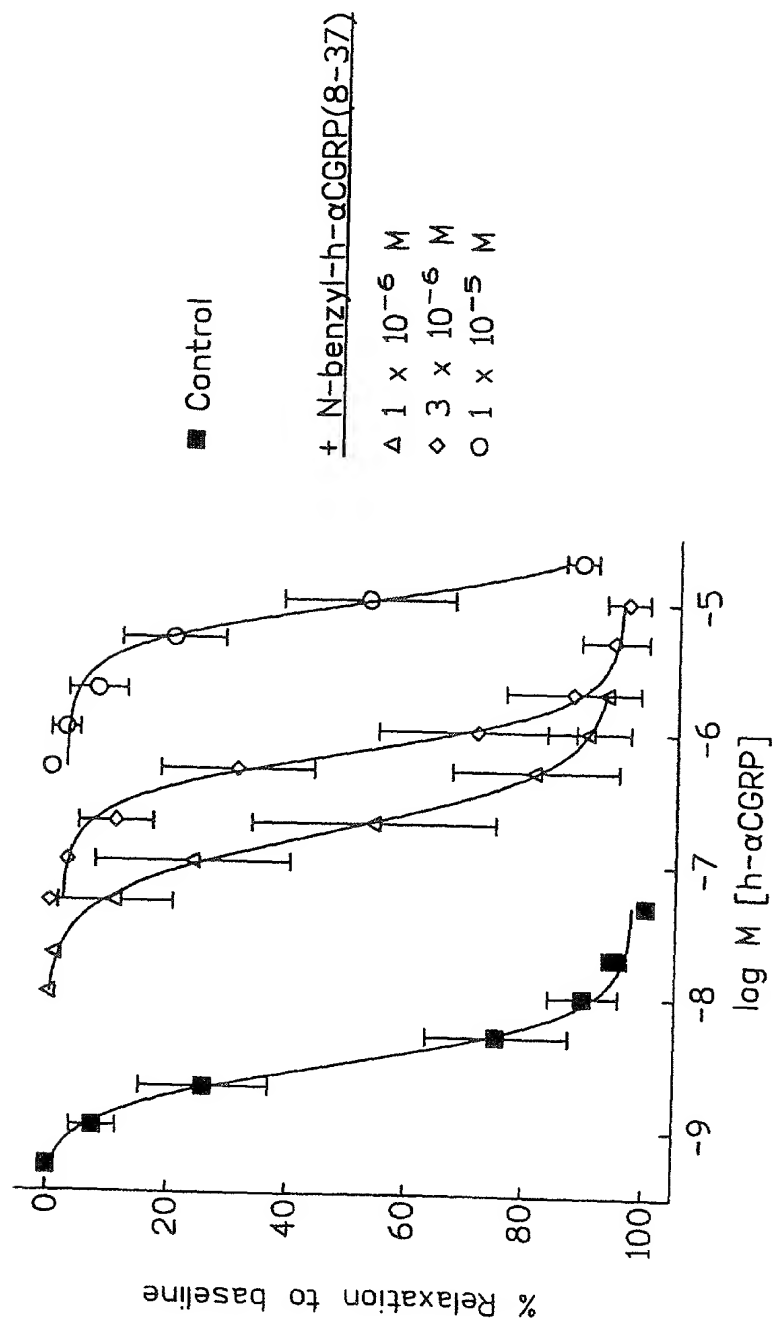 ■ Control
+ N-benzyl-h-αCGRP(8-37)
△ 1 x 10⁻⁶ M
◇ 3 x 10⁻⁶ M
○ 1 x 10⁻⁵ M
% Relaxation to baseline
0
20
40
60
80
100
-9
-8
-7
-6
-5
log M [h-αCGRP]